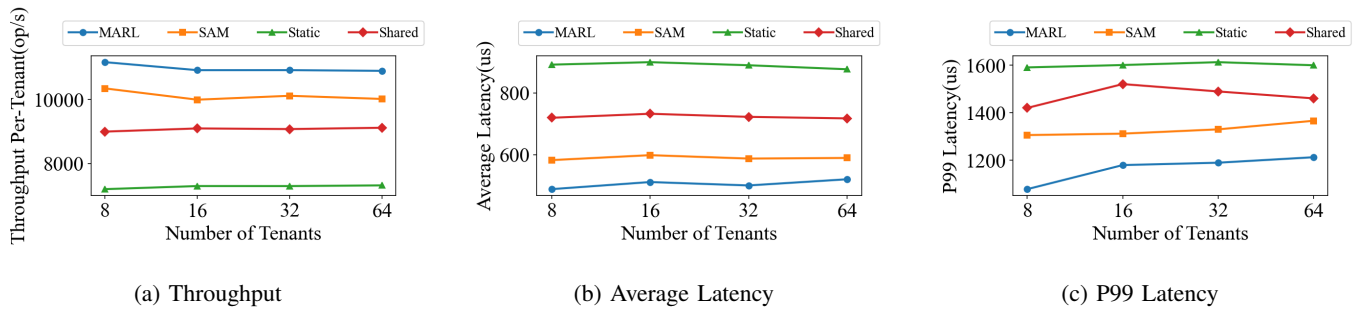 MARL SAM Static Shared
Throughput Per-Tenant(op/s)
10000
8000
8 16 32 64
Number of Tenants
(a) Throughput
MARL SAM Static Shared
Average Latency(us)
800
600
8 16 32 64
Number of Tenants
(b) Average Latency
MARL SAM Static Shared
P99 Latency(us)
1600
1400
1200
8 16 32 64
Number of Tenants
(c) P99 Latency